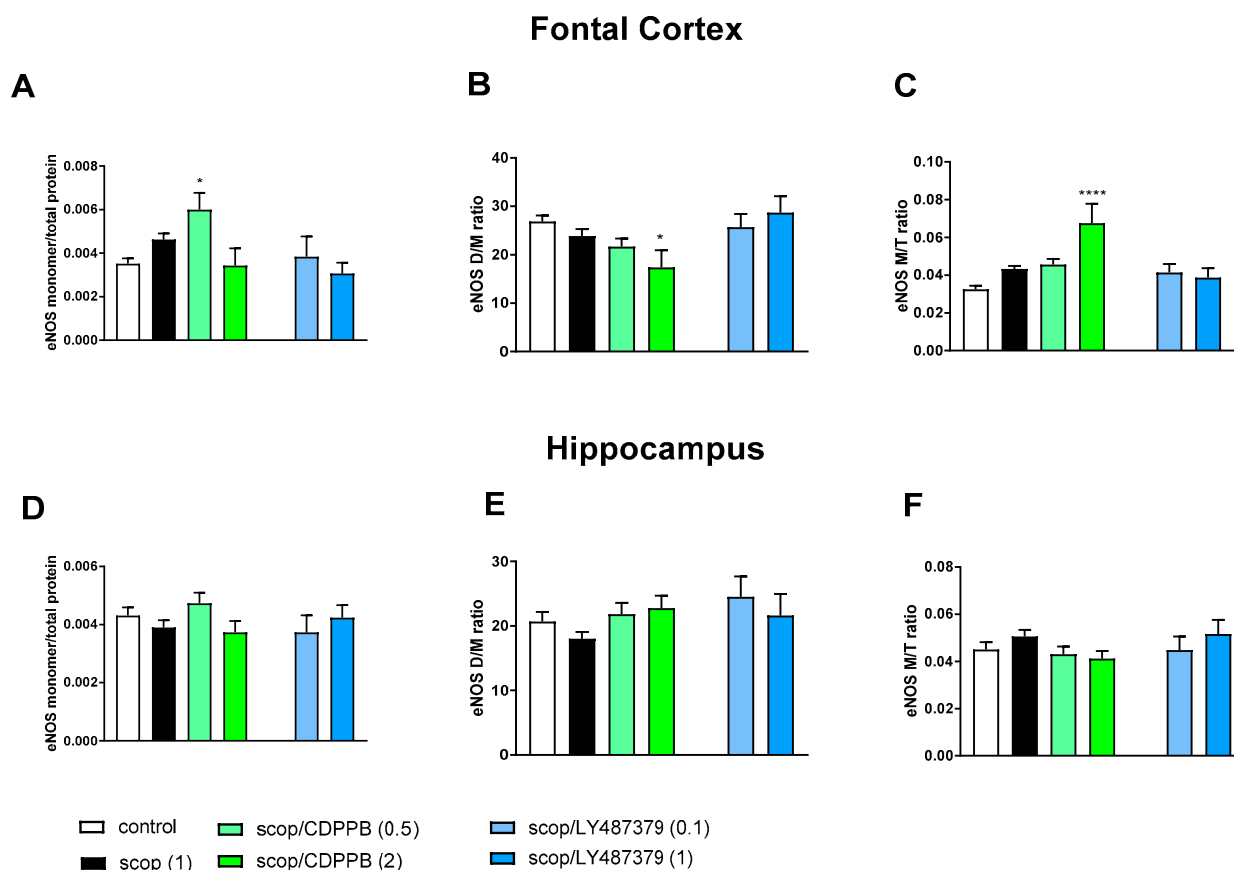 Fontal Cortex
A
B
C
eNOS monomer/total protein
0.008
0.006
0.004
0.002
0.000
*
eNOS D/M ratio
40
30
20
10
0
*
eNOS M/T ratio
0.10
0.08
0.06
0.04
0.02
0.00
****
Hippocampus
D
E
F
eNOS monomer/total protein
0.006
0.004
0.002
0.000
eNOS D/M ratio
30
20
10
0
eNOS M/T ratio
0.08
0.06
0.04
0.02
0.00
control
scop/CDPPB (0.5)
scop/LY487379 (0.1)
scop (1)
scop/CDPPB (2)
scop/LY487379 (1)